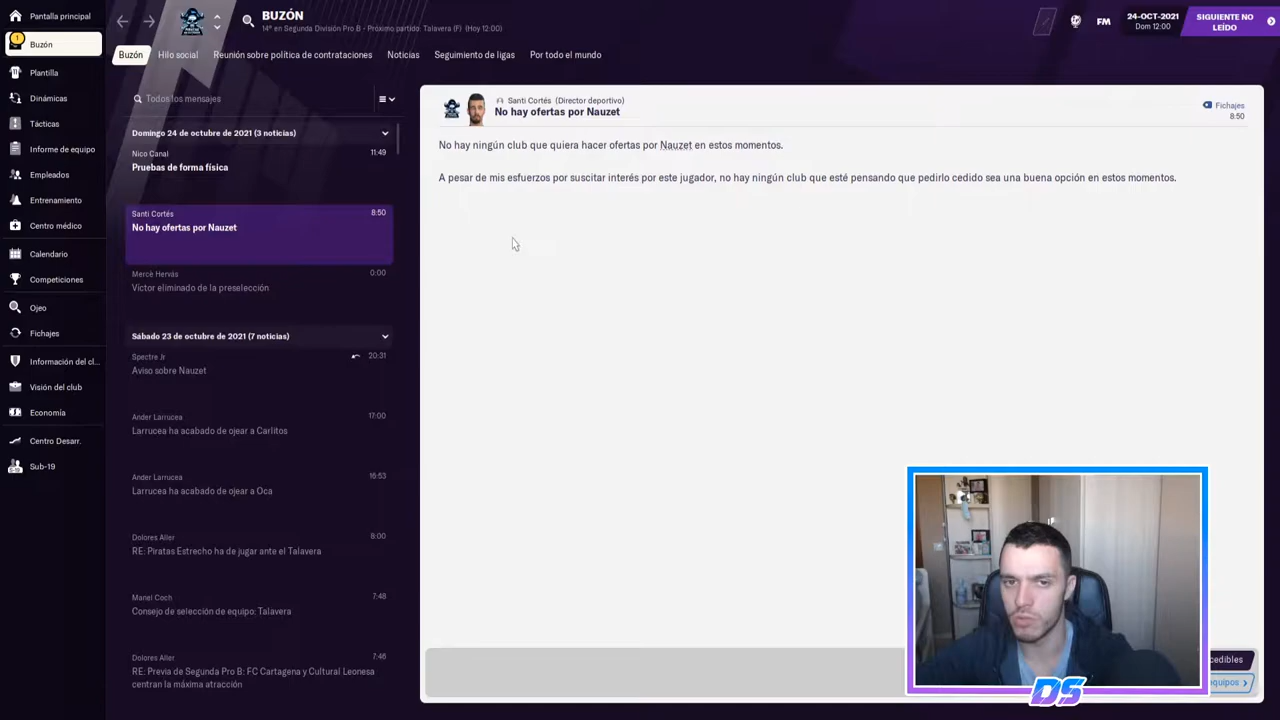 Pantalla principal
Buzón
1
Plantilla
Dinámicas
Tácticas
Informe de equipo
Empleados
Entrenamiento
Centro médico
Calendario
Competiciones
Ojeo
Fichajes
Información del cl...
Visión del club
Economía
Centro Desarr.
Sub-19
BUZÓN
14º en Segunda División Pro B - Próximo partido: Talavera (F) (Hoy 12:00)
FM
24-OCT-2021
Dom 12:00
SIGUIENTE NO
LEÍDO
Buzón Hilo social Reunión sobre política de contrataciones Noticias Seguimiento de ligas Por todo el mundo
Todos los mensajes
Domingo 24 de octubre de 2021 (3 noticias)
Nico Canal 11:49
Pruebas de forma física
Santi Cortés 8:50
No hay ofertas por Nauzet
Mercè Hervás 0:00
Víctor eliminado de la preselección
Sábado 23 de octubre de 2021 (7 noticias)
Spectre Jr 20:31
Aviso sobre Nauzet
Ander Larrucea 17:00
Larrucea ha acabado de ojear a Carlitos
Ander Larrucea 16:53
Larrucea ha acabado de ojear a Oca
Dolores Aller 8:00
RE: Piratas Estrecho ha de jugar ante el Talavera
Manel Coch 7:48
Consejo de selección de equipo: Talavera
Dolores Aller 7:46
RE: Previa de Segunda Pro B: FC Cartagena y Cultural Leonesa
centran la máxima atracción
Santi Cortés (Director deportivo)
No hay ofertas por Nauzet
Fichajes
8:50
No hay ningún club que quiera hacer ofertas por Nauzet en estos momentos.
A pesar de mis esfuerzos por suscitar interés por este jugador, no hay ningún club que esté pensando que pedirlo cedido sea una buena opción en estos momentos.
cedibles
equipos
DS